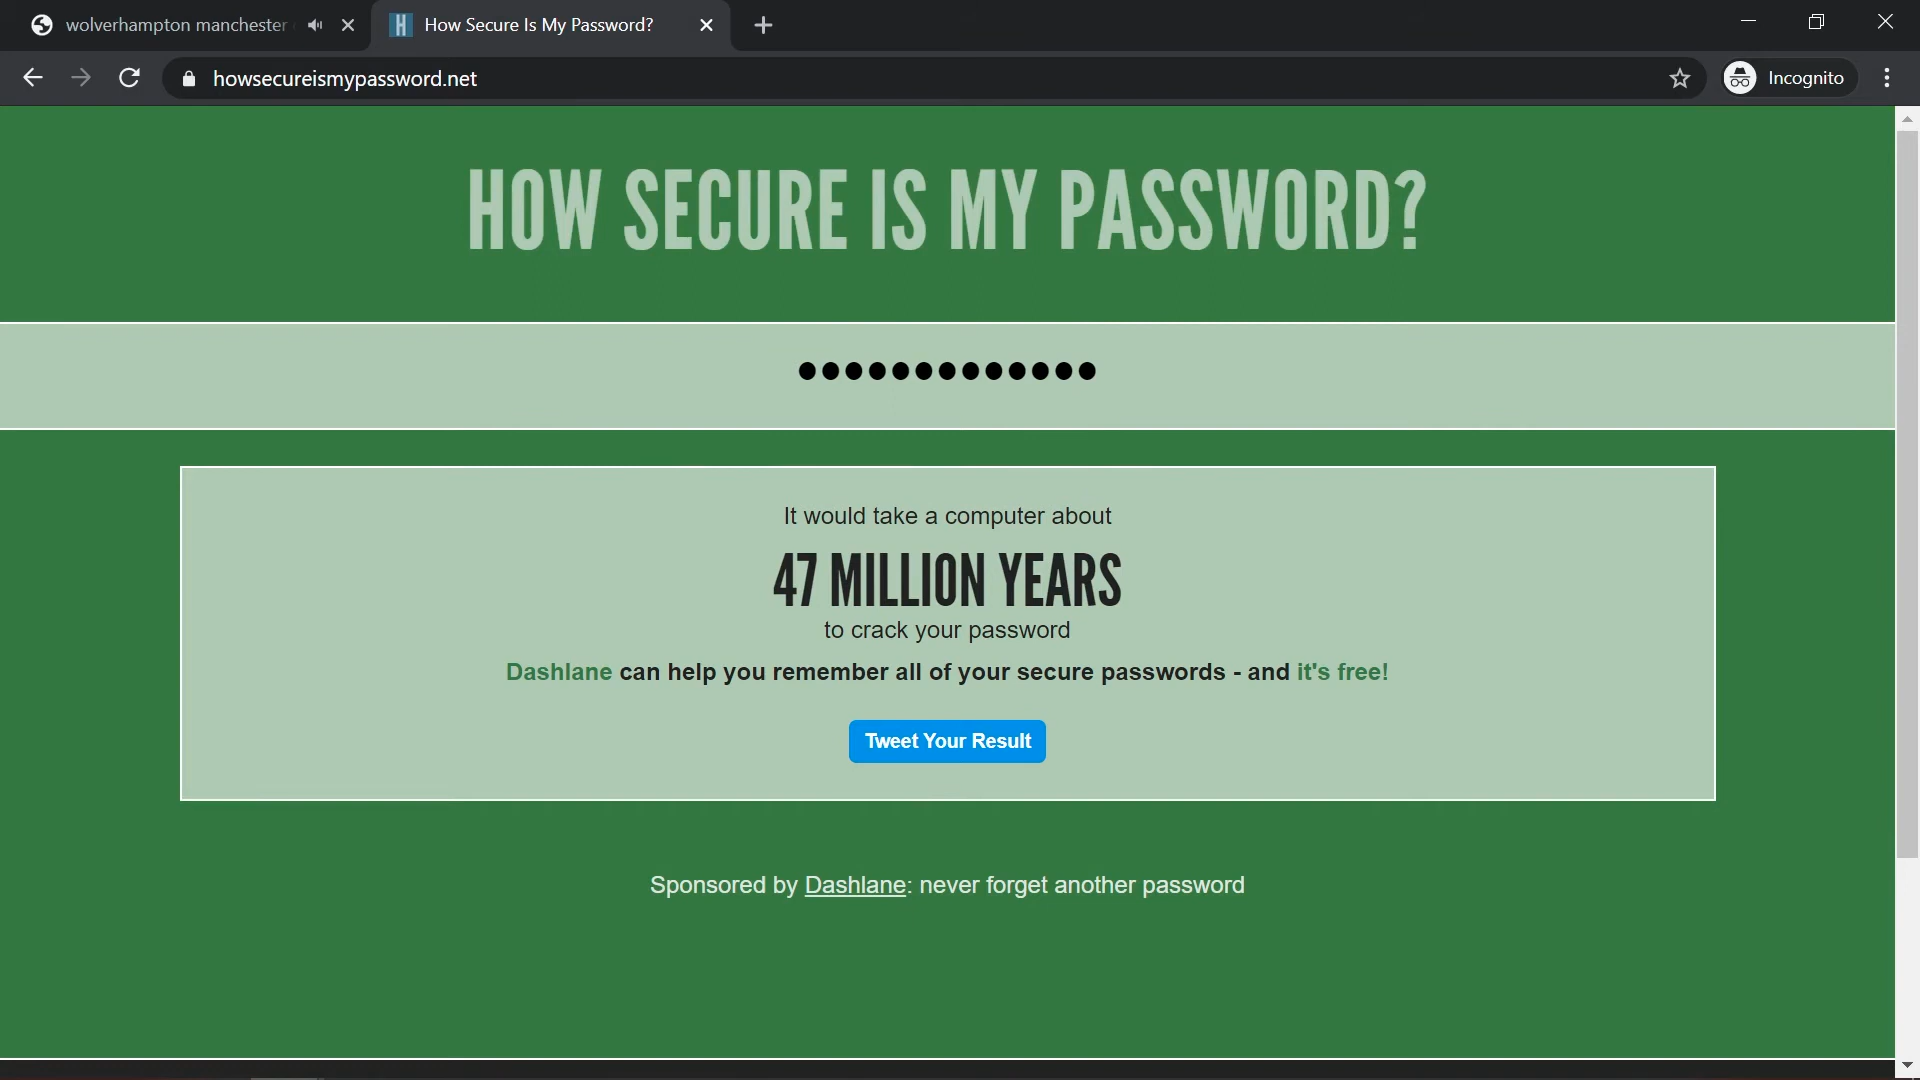 wolverhampton manchester
How Secure Is My Password?
howsecureismypassword.net
Incognito
HOW SECURE IS MY PASSWORD?
●●●●●●●●●●●●●
It would take a computer about
47 MILLION YEARS
to crack your password
Dashlane can help you remember all of your secure passwords - and it's free!
Tweet Your Result
Sponsored by Dashlane: never forget another password